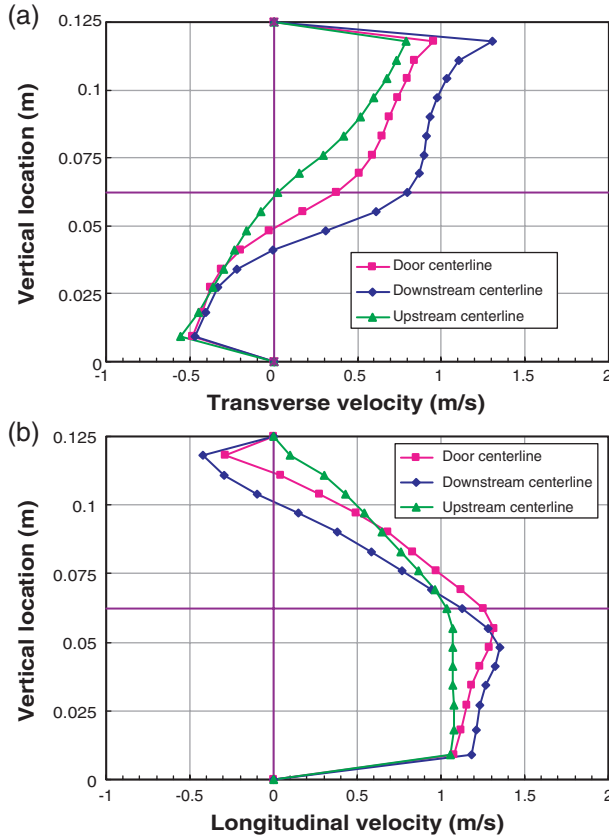 (a)
0.125
0.1
0.075
0.05
0.025
0
Vertical location (m)
Door centerline
Downstream centerline
Upstream centerline
-1 -0.5 0 0.5 1 1.5 2
Transverse velocity (m/s)
(b)
0.125
0.1
0.075
0.05
0.025
0
Vertical location (m)
Door centerline
Downstream centerline
Upstream centerline
-1 -0.5 0 0.5 1 1.5 2
Longitudinal velocity (m/s)